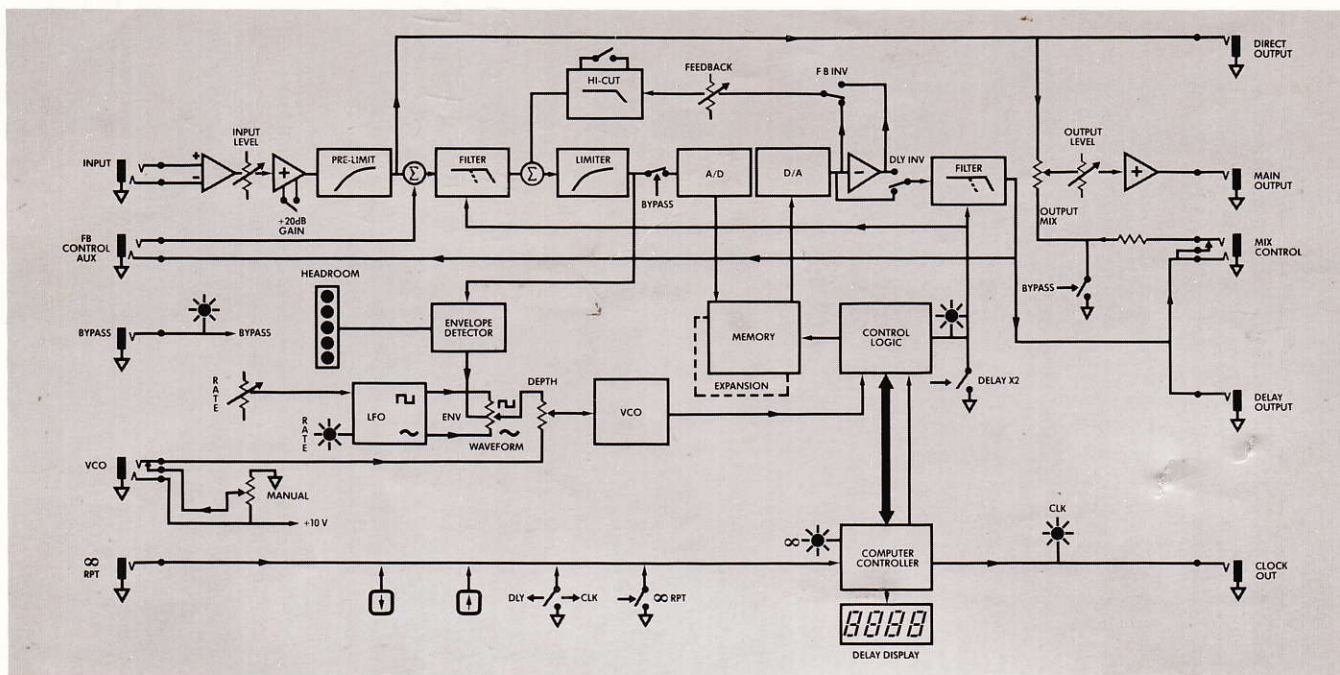 DIRECT OUTPUT
FEEDBACK
F B INV
HI-CUT
INPUT LEVEL
OUTPUT LEVEL
INPUT
+
−
+
PRE-LIMIT
Σ
FILTER
Σ
LIMITER
A/D
D/A
−
DLY INV
FILTER
+
MAIN OUTPUT
BYPASS
+20dB GAIN
OUTPUT MIX
FB CONTROL AUX
MIX CONTROL
HEADROOM
BYPASS
BYPASS
BYPASS
ENVELOPE DETECTOR
MEMORY
CONTROL LOGIC
EXPANSION
DELAY X2
RATE
DEPTH
LFO
ENV
VCO
DELAY OUTPUT
RATE
WAVEFORM
VCO
MANUAL
+10 V
CLK
∞ RPT
∞
COMPUTER CONTROLLER
CLOCK OUT
DLY
CLK
∞ RPT
8888
DELAY DISPLAY